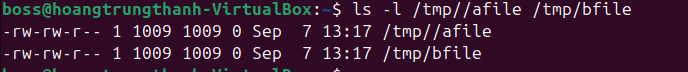 boss@hoangtrungthanh-VirtualBox:~$ ls -l /tmp//afile /tmp/bfile
-rw-rw-r-- 1 1009 1009 0 Sep  7 13:17 /tmp//afile
-rw-rw-r-- 1 1009 1009 0 Sep  7 13:17 /tmp/bfile